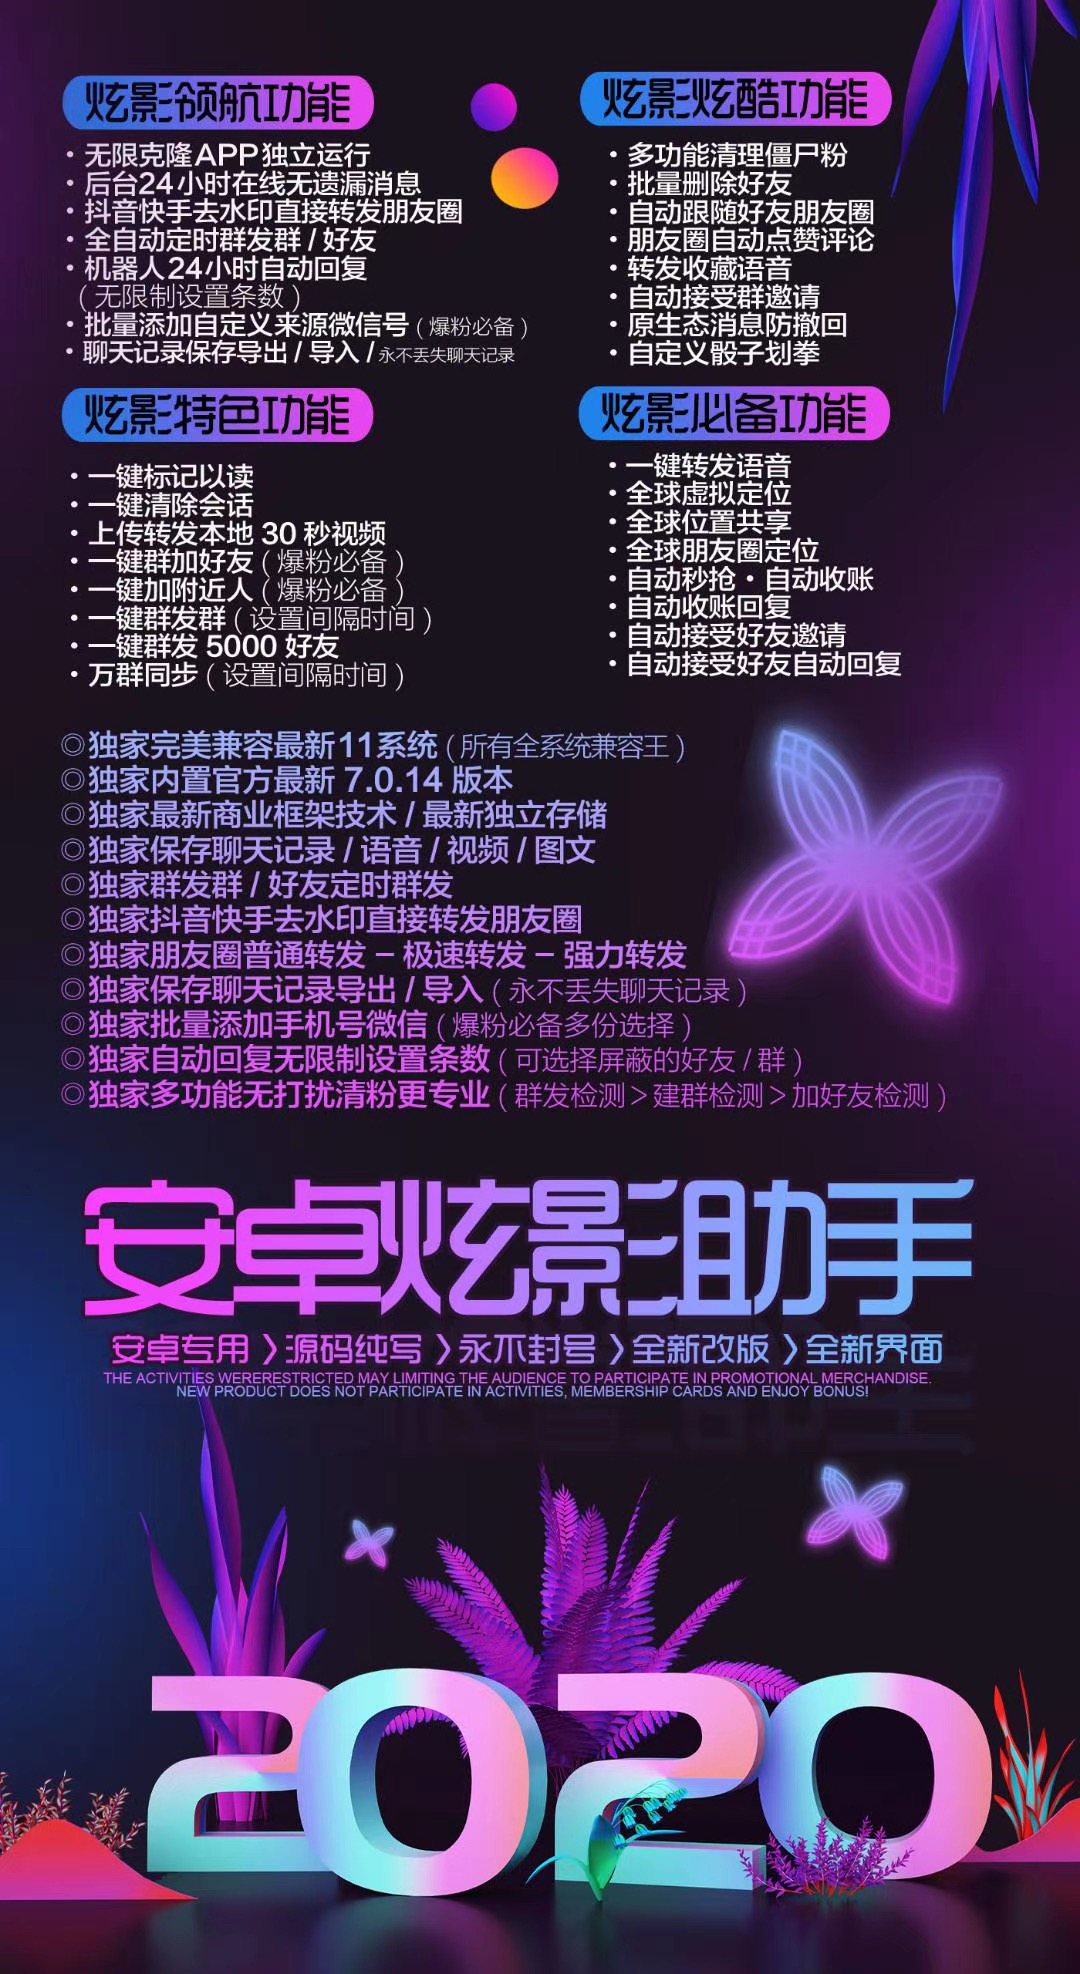 炫影领航功能
· 无限克隆APP独立运行
· 后台24小时在线无遗漏消息
· 抖音快手去水印直接转发朋友圈
· 全自动定时群发群 / 好友
· 机器人24小时自动回复
（无限制设置条数）
· 批量添加自定义来源微信号（爆粉必备）
· 聊天记录保存导出 / 导入 / 永不丢失聊天记录
炫影炫酷功能
· 多功能清理僵尸粉
· 批量删除好友
· 自动跟随好友朋友圈
· 朋友圈自动点赞评论
· 转发收藏语音
· 自动接受群邀请
· 原生态消息防撤回
· 自定义骰子划拳
炫影特色功能
· 一键标记以读
· 一键清除会话
· 上传转发本地 30 秒视频
· 一键群加好友（爆粉必备）
· 一键加附近人（爆粉必备）
· 一键群发群（设置间隔时间）
· 一键群发 5000 好友
· 万群同步（设置间隔时间）
炫影必备功能
· 一键转发语音
· 全球虚拟定位
· 全球位置共享
· 全球朋友圈定位
· 自动秒抢 · 自动收账
· 自动收账回复
· 自动接受好友邀请
· 自动接受好友自动回复
◎独家完美兼容最新11系统（所有全系统兼容王）
◎独家内置官方最新 7.0.14 版本
◎独家最新商业框架技术 / 最新独立存储
◎独家保存聊天记录 / 语音 / 视频 / 图文
◎独家群发群 / 好友定时群发
◎独家抖音快手去水印直接转发朋友圈
◎独家朋友圈普通转发 – 极速转发 – 强力转发
◎独家保存聊天记录导出 / 导入（永不丢失聊天记录）
◎独家批量添加手机号微信（爆粉必备多份选择）
◎独家自动回复无限制设置条数（可选择屏蔽的好友 / 群）
◎独家多功能无打扰清粉更专业（群发检测＞建群检测＞加好友检测）
安卓炫影助手
安卓专用 〉源码纯写 〉永不封号 〉全新改版 〉全新界面
THE ACTIVITIES WERERESTRICTED MAY LIMITING THE AUDIENCE TO PARTICIPATE IN PROMOTIONAL MERCHANDISE.
NEW PRODUCT DOES NOT PARTICIPATE IN ACTIVITIES, MEMBERSHIP CARDS AND ENJOY BONUS!
2020